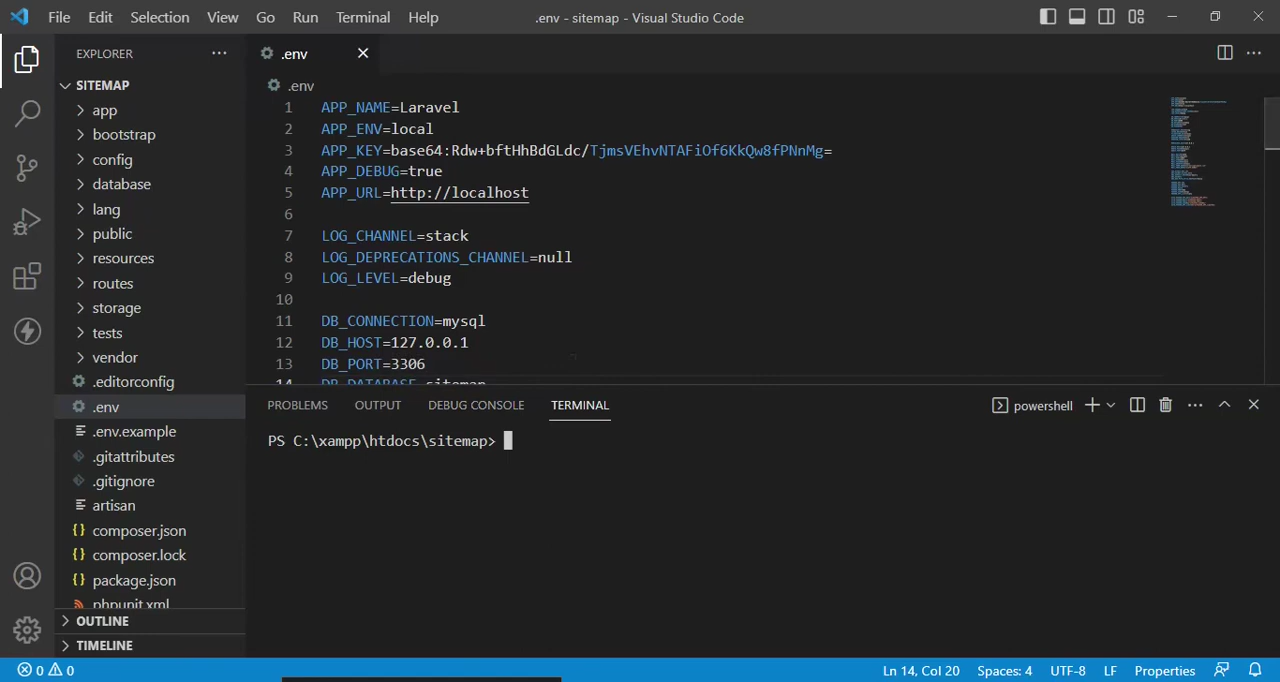 File Edit Selection View Go Run Terminal Help
.env - sitemap - Visual Studio Code
EXPLORER
SITEMAP
app
bootstrap
config
database
lang
public
resources
routes
storage
tests
vendor
.editorconfig
.env
.env.example
.gitattributes
.gitignore
artisan
composer.json
composer.lock
package.json
phpunit.xml
OUTLINE
TIMELINE
.env
.env
1 APP_NAME=Laravel
2 APP_ENV=local
3 APP_KEY=base64:Rdw+bftHhBdGLdc/TjmsVEhvNTAFiOf6KkQw8fPNnMg=
4 APP_DEBUG=true
5 APP_URL=http://localhost
6
7 LOG_CHANNEL=stack
8 LOG_DEPRECATIONS_CHANNEL=null
9 LOG_LEVEL=debug
10
11 DB_CONNECTION=mysql
12 DB_HOST=127.0.0.1
13 DB_PORT=3306
14 DB_DATABASE=sitemap
PROBLEMS OUTPUT DEBUG CONSOLE TERMINAL
powershell
PS C:\xampp\htdocs\sitemap>
0 0
Ln 14, Col 20 Spaces: 4 UTF-8 LF Properties